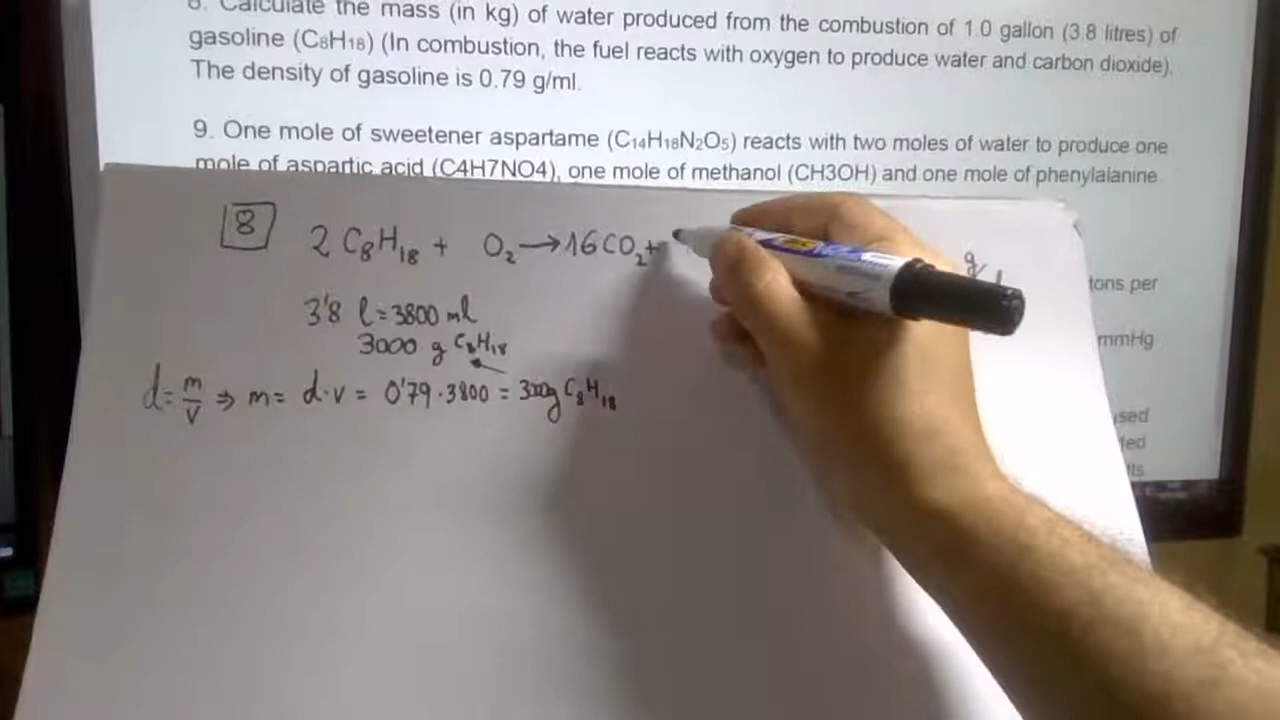 8. Calculate the mass (in kg) of water produced from the combustion of 1.0 gallon (3.8 litres) of
gasoline (C₈H₁₈) (In combustion, the fuel reacts with oxygen to produce water and carbon dioxide).
The density of gasoline is 0.79 g/ml.
9. One mole of sweetener aspartame (C₁₄H₁₈N₂O₅) reacts with two moles of water to produce one
mole of aspartic acid (C4H7NO4), one mole of methanol (CH3OH) and one mole of phenylalanine
8
2 C₈H₁₈ + O₂ → 16 CO₂ +
g/
tons per
3'8 l = 3800 ml
mmHg
3000 g C₈H₁₈
d = m/v ⇒ m = d·v = 0'79·3800 = 3000g C₈H₁₈